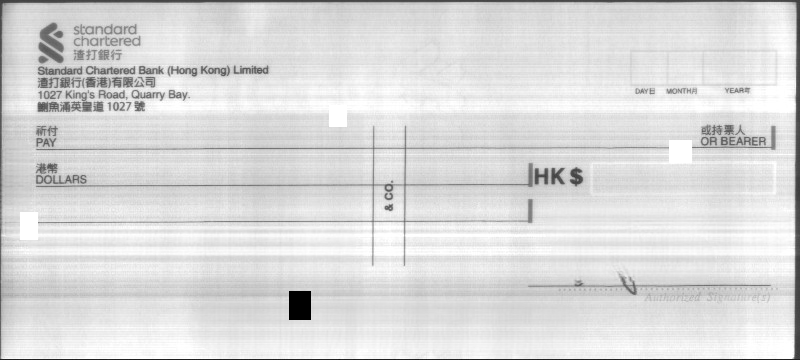 standard
chartered
渣打銀行
Standard Chartered Bank (Hong Kong) Limited
渣打銀行(香港)有限公司
1027 King's Road, Quarry Bay.
鰂魚涌英皇道 1027 號
DAY日 MONTH月 YEAR年
祈付
PAY
或持票人
OR BEARER
港幣
DOLLARS
HK $
& CO.
Authorized Signature(s)